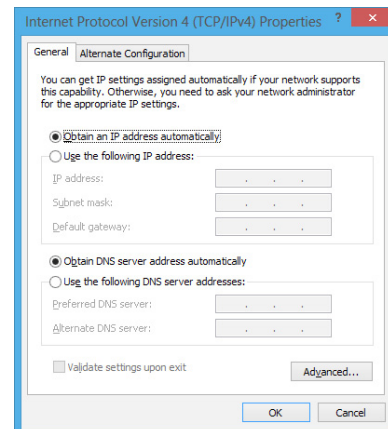 Internet Protocol Version 4 (TCP/IPv4) Properties ? ×
General Alternate Configuration
You can get IP settings assigned automatically if your network supports
this capability. Otherwise, you need to ask your network administrator
for the appropriate IP settings.
Obtain an IP address automatically
Use the following IP address:
IP address: . . .
Subnet mask: . . .
Default gateway: . . .
Obtain DNS server address automatically
Use the following DNS server addresses:
Preferred DNS server: . . .
Alternate DNS server: . . .
Validate settings upon exit
Advanced...
OK Cancel